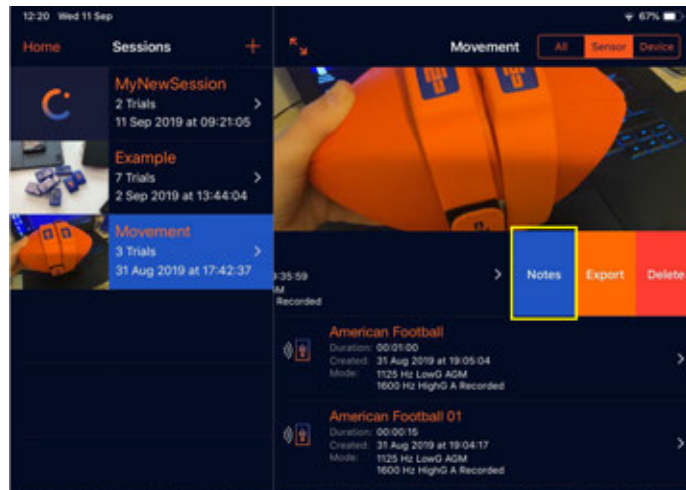 12:20 Wed 11 Sep
67%
Home
Sessions
+
MyNewSession
2 Trials
11 Sep 2019 at 09:21:05
Example
7 Trials
2 Sep 2019 at 13:44:04
Movement
3 Trials
31 Aug 2019 at 17:42:37
Movement
All
Sensor
Device
9:35:59
Recorded
Notes
Export
Delete
American Football
Duration: 00:01:00
Created: 31 Aug 2019 at 19:05:04
Mode: 1125 Hz LowG AGM
1600 Hz HighG A Recorded
American Football 01
Duration: 00:00:15
Created: 31 Aug 2019 at 19:04:17
Mode: 1125 Hz LowG AGM
1600 Hz HighG A Recorded